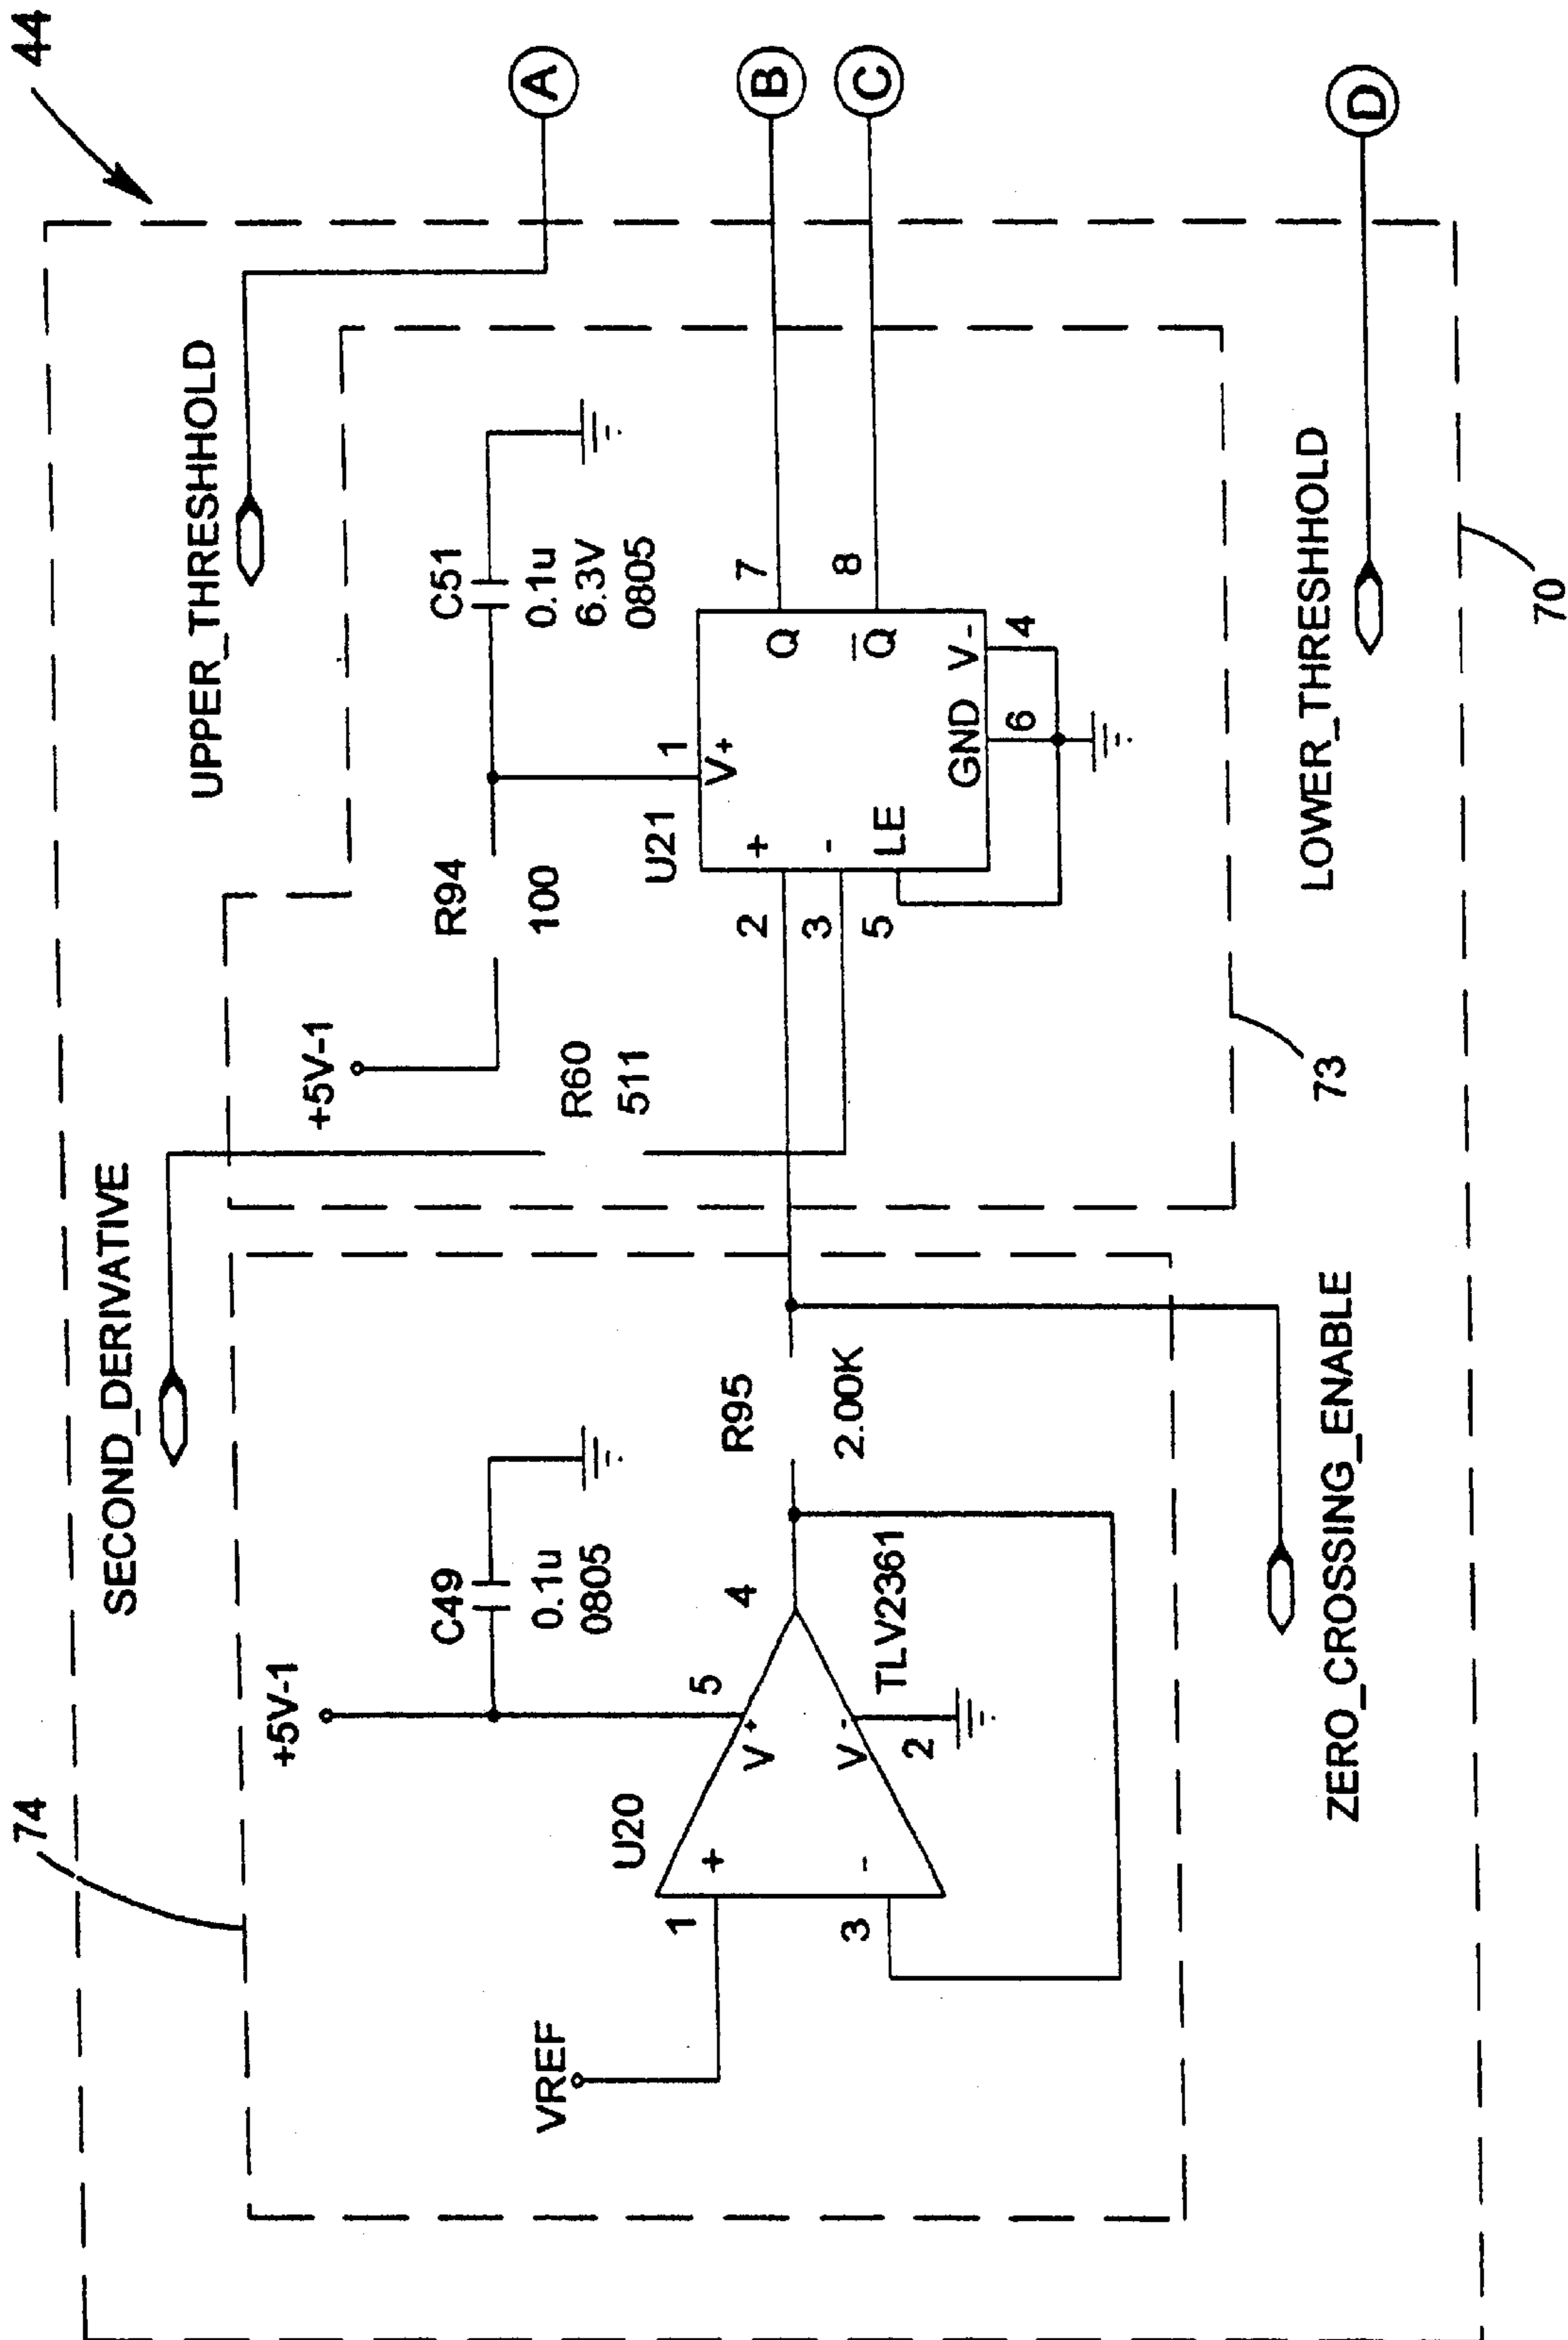 44
74
SECOND_DERIVATIVE
UPPER_THRESHHOLD
A
+5V-1
C49
0.1u
0805
+5V-1
R94
100
C51
0.1u
6.3V
0805
R60
511
VREF
U20
1
+
3
-
V+
5
V-
2
4
TLV2361
R95
2.00K
U21
2
+
3
-
5
LE
1
V+
Q
7
B
Q
8
C
GND
6
V-
4
ZERO_CROSSING_ENABLE
73
LOWER_THRESHHOLD
D
70